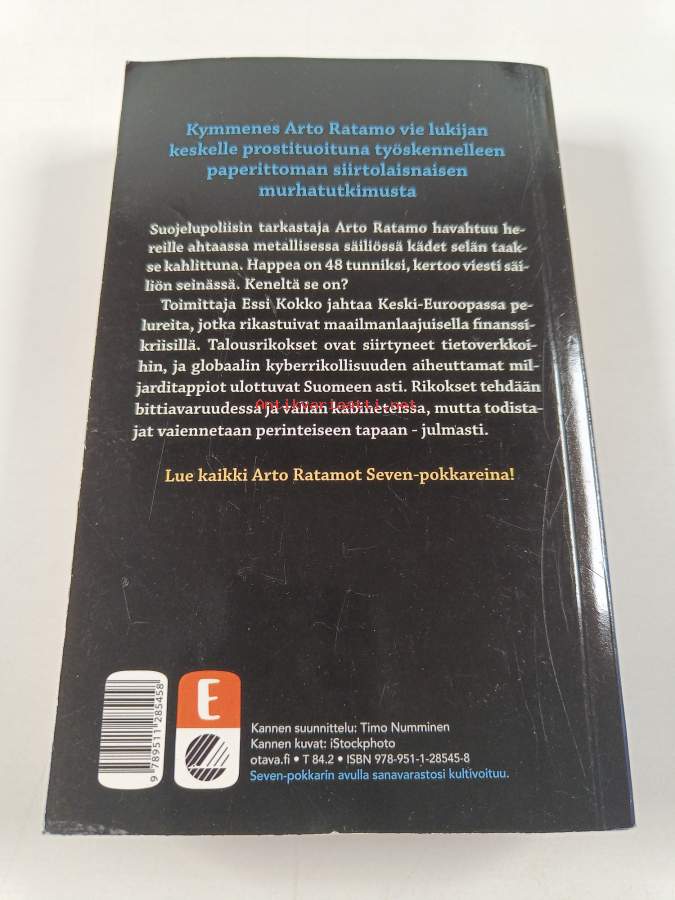 Kymmenes Arto Ratamo vie lukijan
keskelle prostituoituna työskennelleen
paperittoman siirtolaisnaisen
murhatutkimusta
Suojelupoliisin tarkastaja Arto Ratamo havahtuu he-
reille ahtaassa metallisessa säiliössä kädet selän taak-
se kahlittuna. Happea on 48 tunniksi, kertoo viesti säi-
liön seinässä. Keneltä se on?
Toimittaja Essi Kokko jahtaa Keski-Euroopassa pe-
lureita, jotka rikastuivat maailmanlaajuisella finanssi-
kriisillä. Talousrikokset ovat siirtyneet tietoverkkoi-
hin, ja globaalin kyberrikollisuuden aiheuttamat mil-
jarditappiot ulottuvat Suomeen asti. Rikokset tehdään
bittiavaruudessa ja vallan kabineteissa, mutta todista-
Antikvariaatti.net
jat vaiennetaan perinteiseen tapaan – julmasti.
Lue kaikki Arto Ratamot Seven-pokkareina!
9 789511 285458
E
Kannen suunnittelu: Timo Numminen
Kannen kuvat: iStockphoto
otava.fi • T 84.2 • ISBN 978-951-1-28545-8
Seven-pokkarin avulla sanavarastosi kultivoituu.